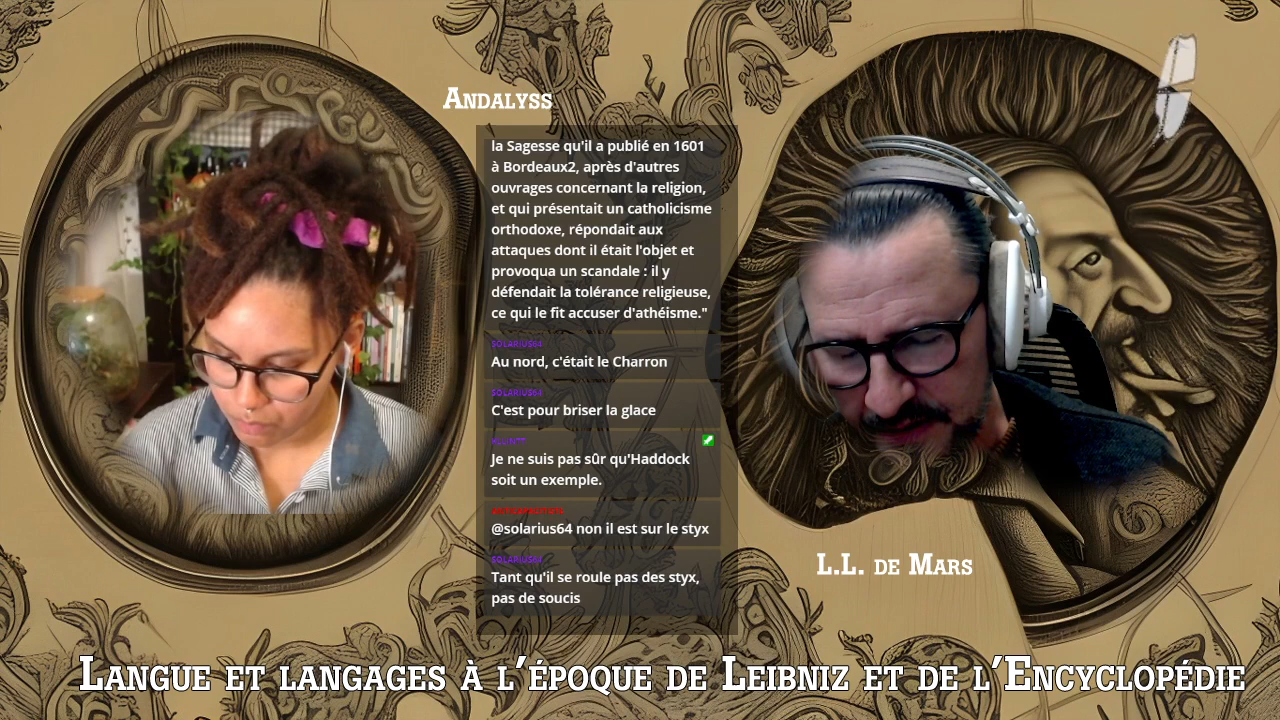 Andalyss
la Sagesse qu'il a publié en 1601
à Bordeaux2, après d'autres
ouvrages concernant la religion,
et qui présentait un catholicisme
orthodoxe, répondait aux
attaques dont il était l'objet et
provoqua un scandale : il y
défendait la tolérance religieuse,
ce qui le fit accuser d'athéisme."
SOLARIUS64
Au nord, c'était le Charron
SOLARIUS64
C'est pour briser la glace
Je ne suis pas sûr qu'Haddock
soit un exemple.
@solarius64 non il est sur le styx
SOLARIUS64
Tant qu'il se roule pas des styx,
pas de soucis
L.L. de Mars
Langue et langages à l'époque de Leibniz et de l'Encyclopédie